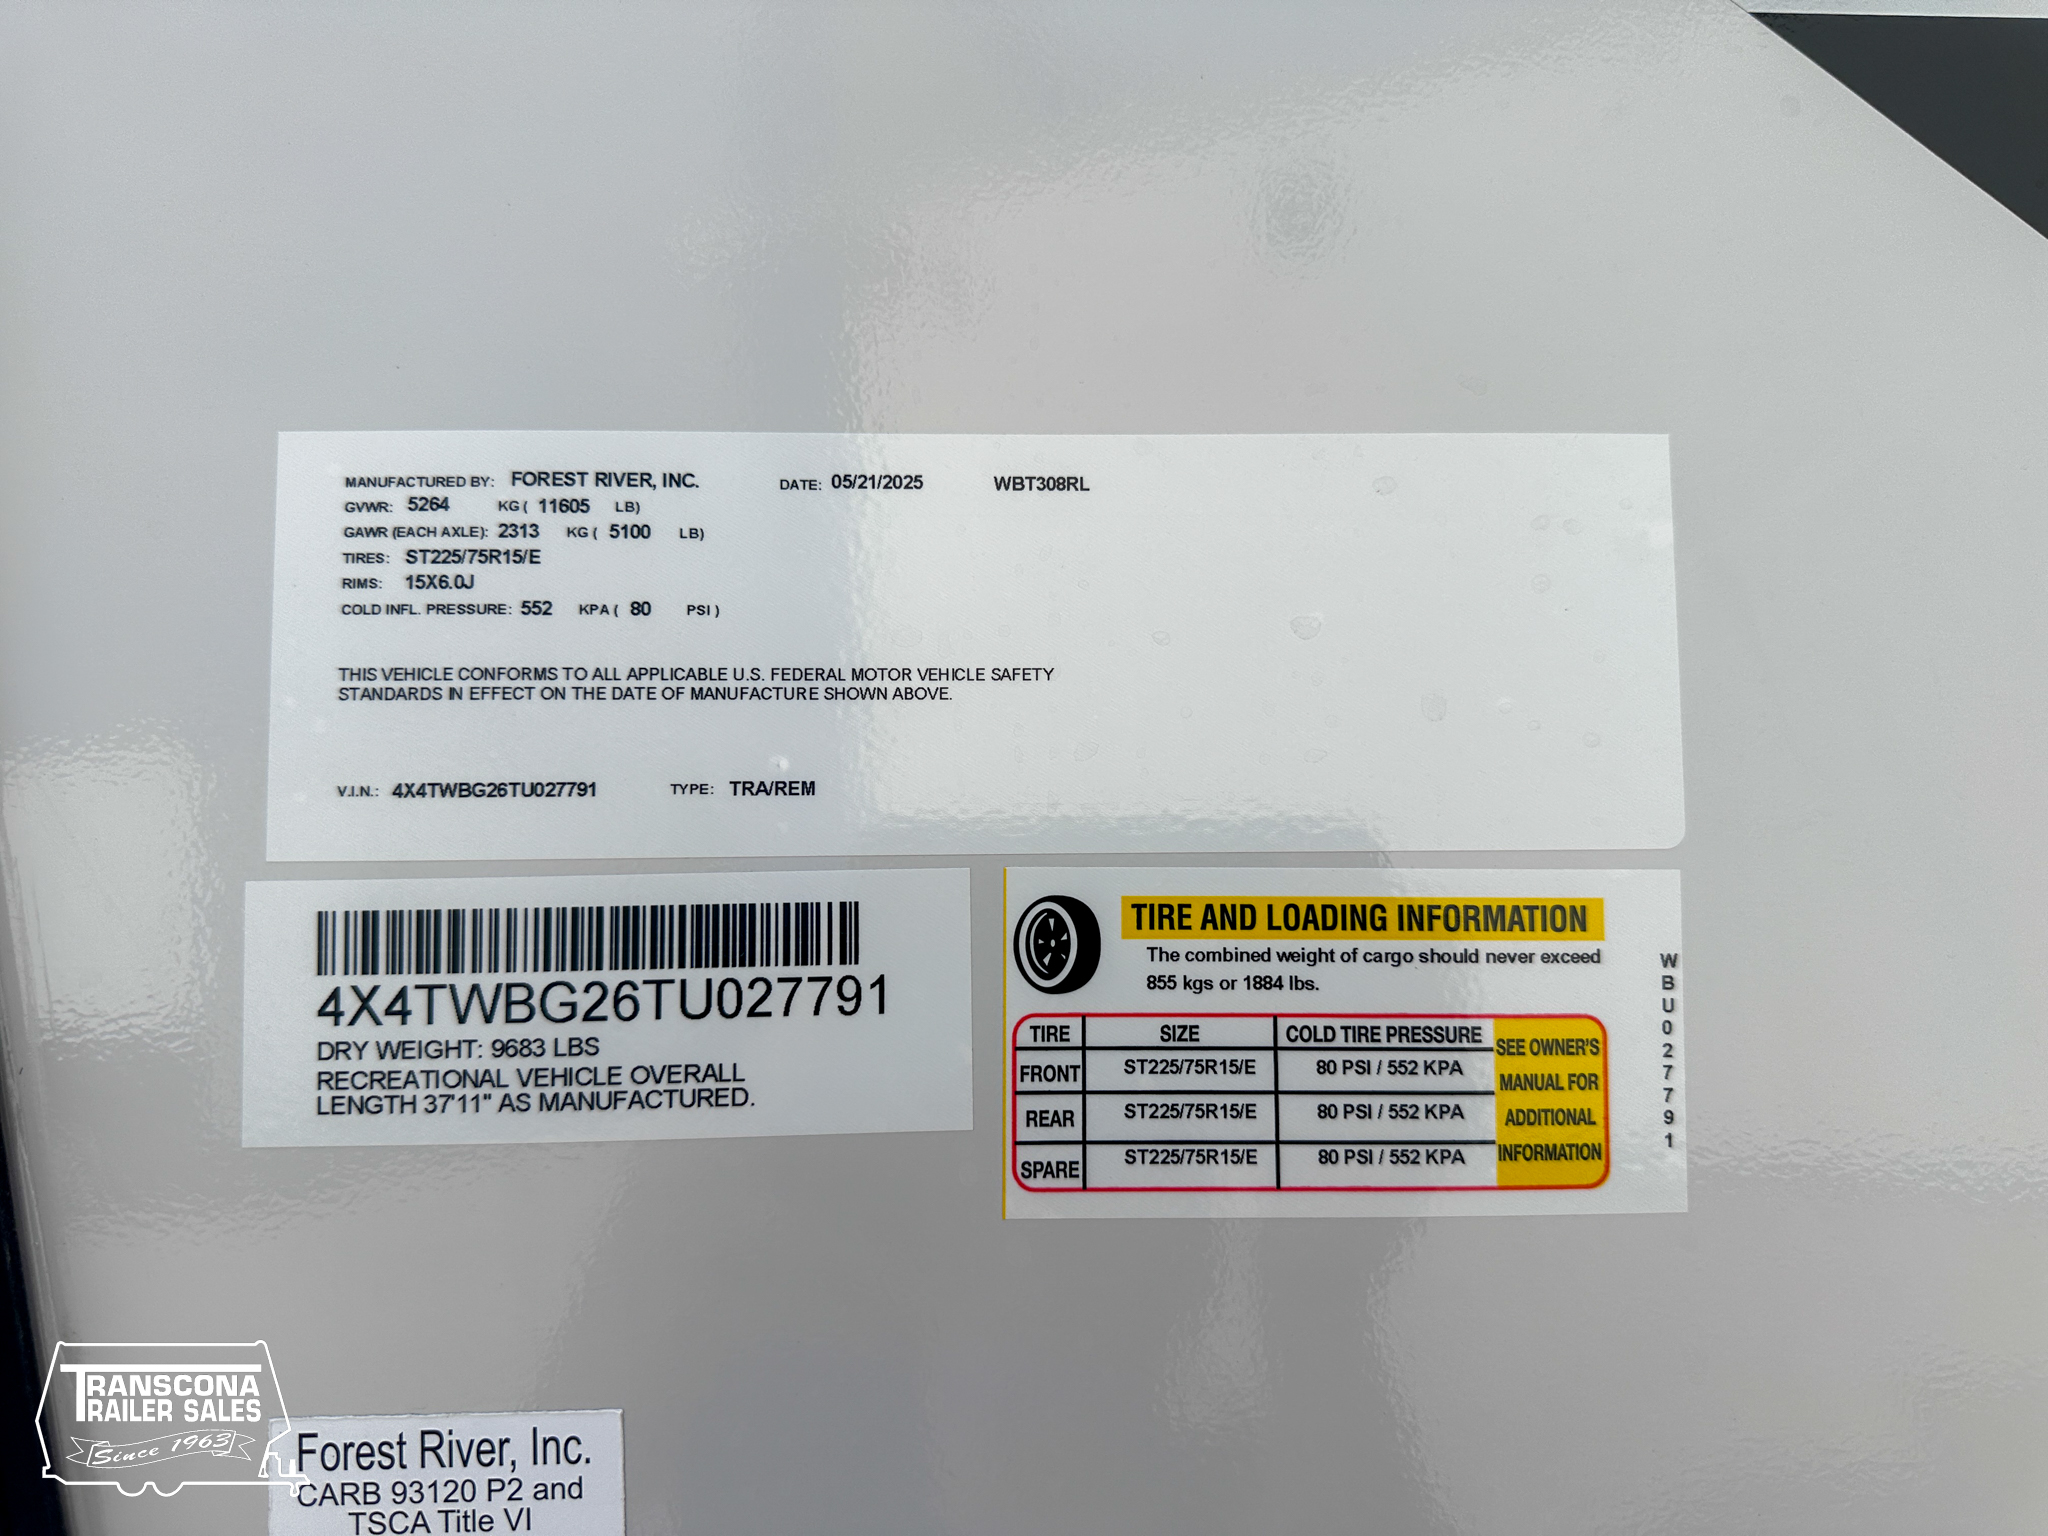 MANUFACTURED BY: FOREST RIVER, INC. DATE: 05/21/2025 WBT308RL
GVWR: 5264 KG ( 11605 LB)
GAWR (EACH AXLE): 2313 KG ( 5100 LB)
TIRES: ST225/75R15/E
RIMS: 15X6.0J
COLD INFL. PRESSURE: 552 KPA ( 80 PSI )
THIS VEHICLE CONFORMS TO ALL APPLICABLE U.S. FEDERAL MOTOR VEHICLE SAFETY
STANDARDS IN EFFECT ON THE DATE OF MANUFACTURE SHOWN ABOVE.
V.I.N.: 4X4TWBG26TU027791 TYPE: TRA/REM
4X4TWBG26TU027791
DRY WEIGHT: 9683 LBS
RECREATIONAL VEHICLE OVERALL
LENGTH 37'11" AS MANUFACTURED.
TIRE AND LOADING INFORMATION
The combined weight of cargo should never exceed
855 kgs or 1884 lbs.
TIRE SIZE COLD TIRE PRESSURE
FRONT ST225/75R15/E 80 PSI / 552 KPA
REAR ST225/75R15/E 80 PSI / 552 KPA
SPARE ST225/75R15/E 80 PSI / 552 KPA
SEE OWNER'S
MANUAL FOR
ADDITIONAL
INFORMATION
WBU027791
TRANSCONA
TRAILER SALES
Since 1963
Forest River, Inc.
CARB 93120 P2 and
TSCA Title VI